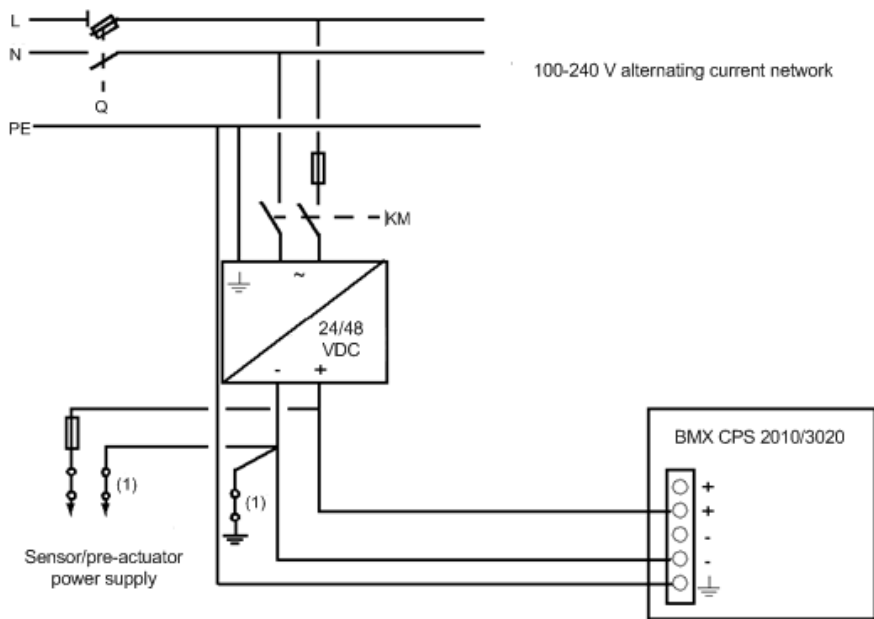 L
N
100-240 V alternating current network
Q
PE
KM
~
24/48
VDC
- +
BMX CPS 2010/3020
+
+
-
-
(1)
(1)
Sensor/pre-actuator
power supply